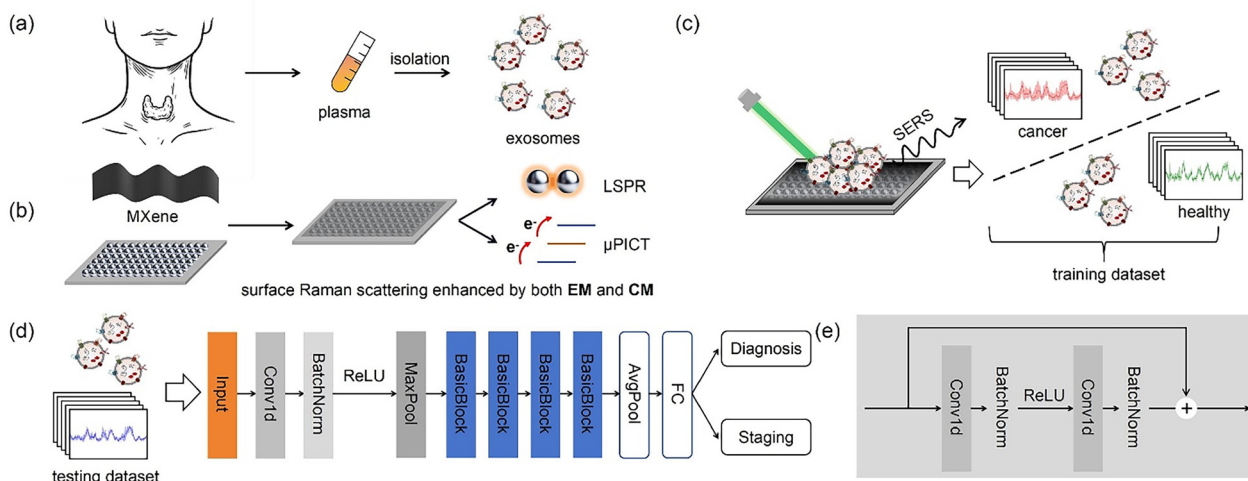 (a)
isolation
plasma
exosomes
MXene
(b)
LSPR
e-
e-
μPICT
surface Raman scattering enhanced by both EM and CM
(c)
SERS
cancer
healthy
training dataset
(d)
testing dataset
Input
Conv1d
BatchNorm
ReLU
MaxPool
BasicBlock
BasicBlock
BasicBlock
BasicBlock
AvgPool
FC
Diagnosis
Staging
(e)
Conv1d
BatchNorm
ReLU
Conv1d
BatchNorm
+